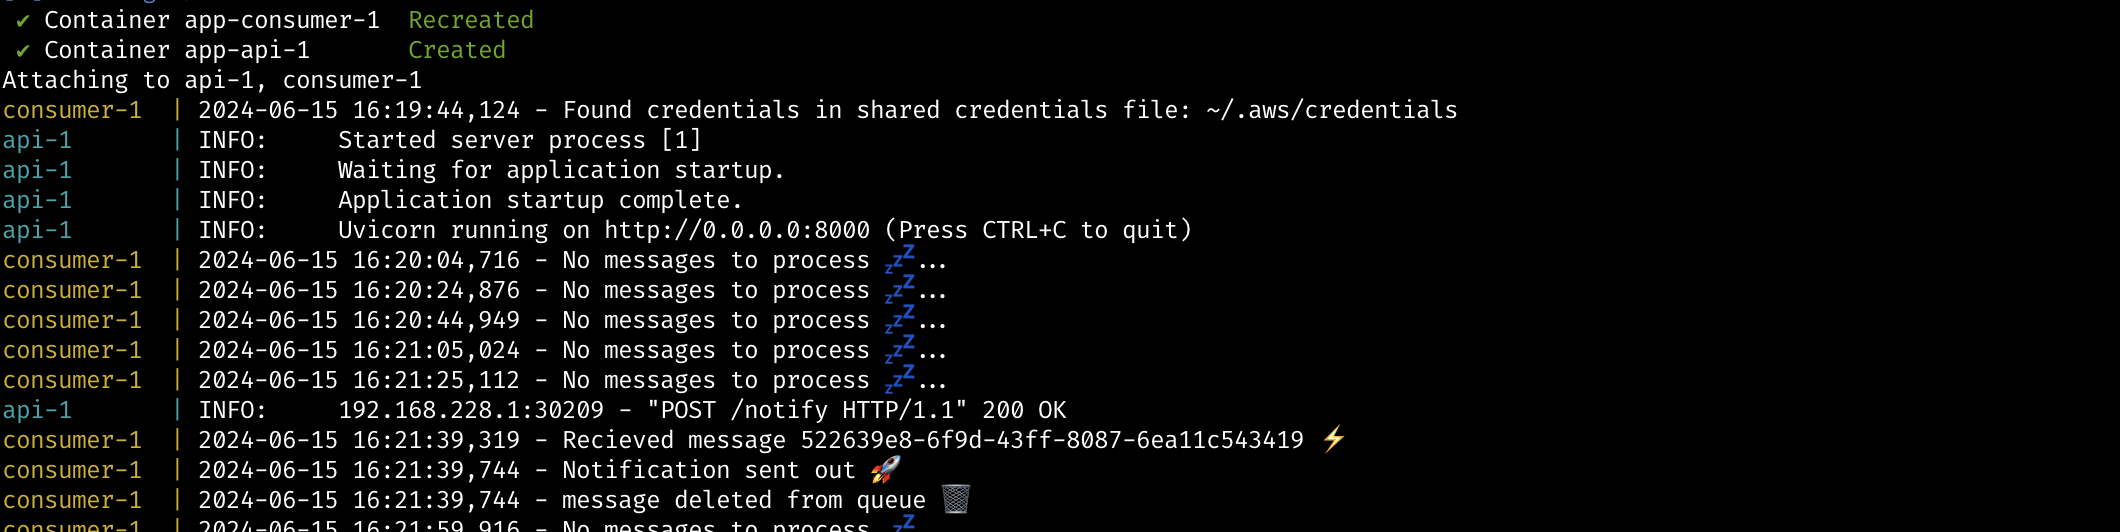 ✔ Container app-consumer-1  Recreated
✔ Container app-api-1       Created
Attaching to api-1, consumer-1
consumer-1  | 2024-06-15 16:19:44,124 - Found credentials in shared credentials file: ~/.aws/credentials
api-1       | INFO:     Started server process [1]
api-1       | INFO:     Waiting for application startup.
api-1       | INFO:     Application startup complete.
api-1       | INFO:     Uvicorn running on http://0.0.0.0:8000 (Press CTRL+C to quit)
consumer-1  | 2024-06-15 16:20:04,716 - No messages to process 💤...
consumer-1  | 2024-06-15 16:20:24,876 - No messages to process 💤...
consumer-1  | 2024-06-15 16:20:44,949 - No messages to process 💤...
consumer-1  | 2024-06-15 16:21:05,024 - No messages to process 💤...
consumer-1  | 2024-06-15 16:21:25,112 - No messages to process 💤...
api-1       | INFO:     192.168.228.1:30209 - "POST /notify HTTP/1.1" 200 OK
consumer-1  | 2024-06-15 16:21:39,319 - Recieved message 522639e8-6f9d-43ff-8087-6ea11c543419 ⚡
consumer-1  | 2024-06-15 16:21:39,744 - Notification sent out 🚀
consumer-1  | 2024-06-15 16:21:39,744 - message deleted from queue 🗑️
consumer-1  | 2024-06-15 16:21:59,916 - No messages to process 💤